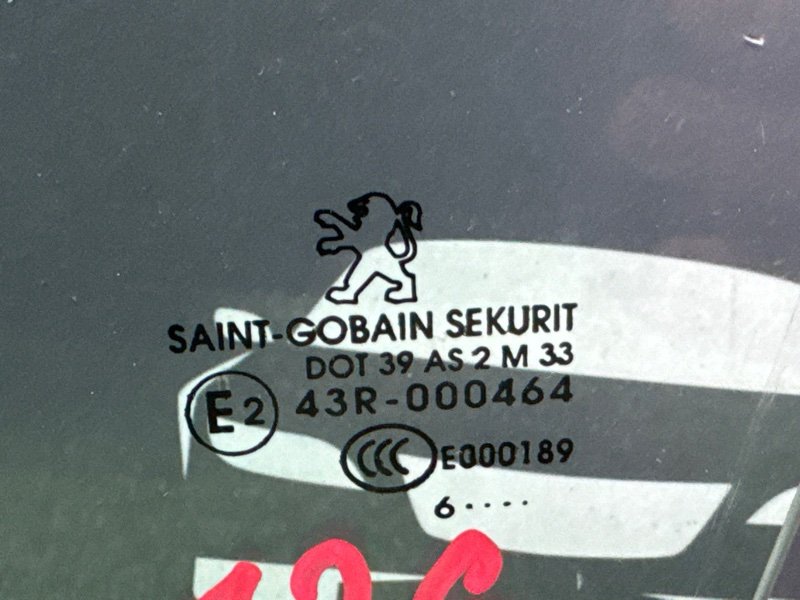 SAINT-GOBAIN SEKURIT
DOT 39 AS 2 M 33
E2 43R-000464
CCC E000189
6····